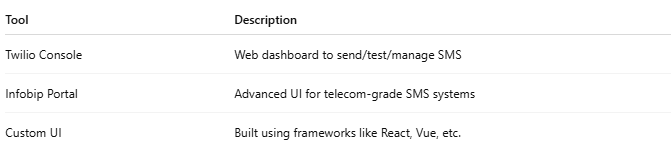 Tool Description
Twilio Console Web dashboard to send/test/manage SMS
Infobip Portal Advanced UI for telecom-grade SMS systems
Custom UI Built using frameworks like React, Vue, etc.